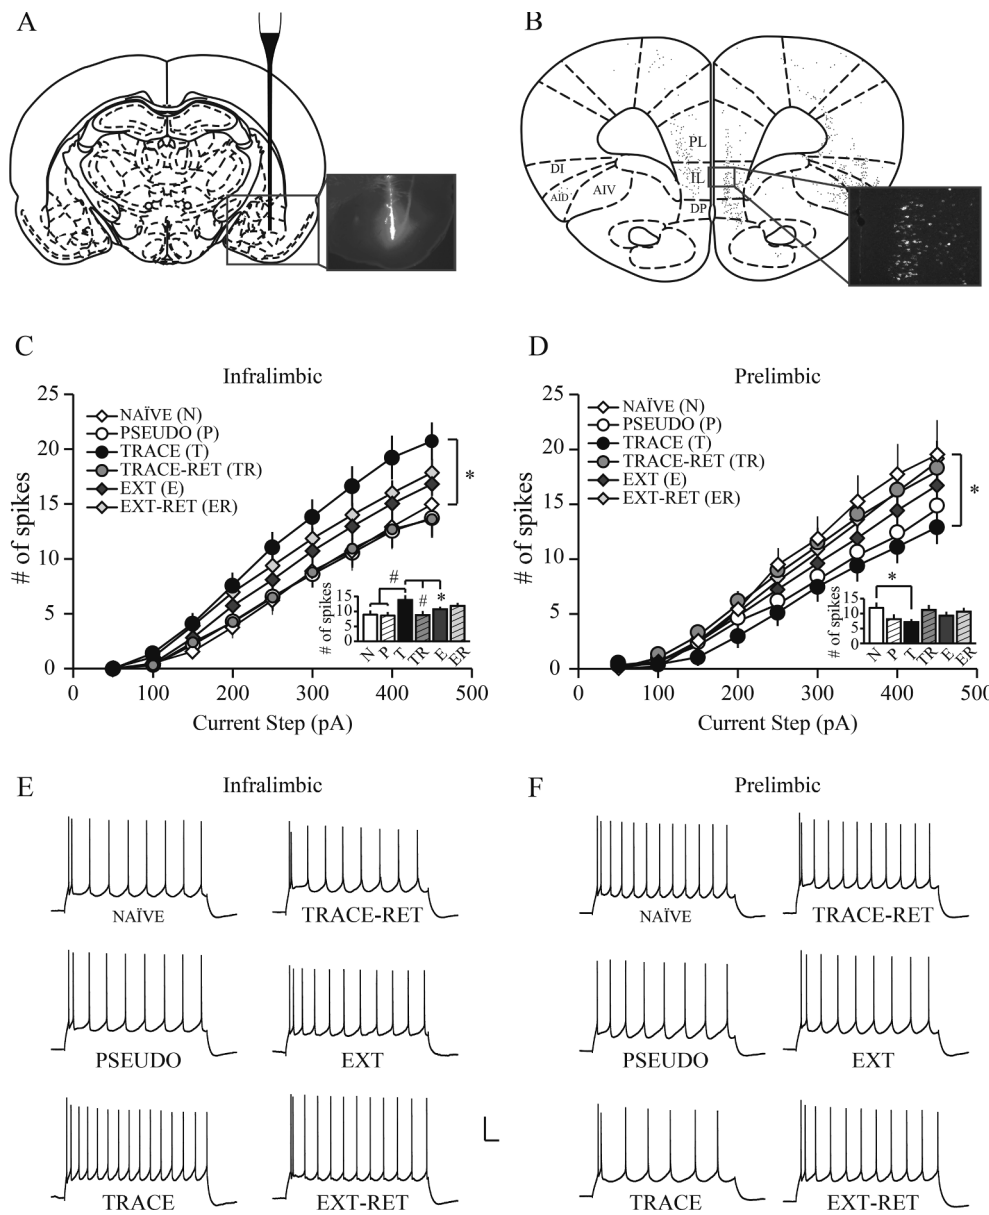 A
B
PL
DI
IL
AIV
AID
DP
C
D
Infralimbic
Prelimbic
25
20
15
10
5
0
# of spikes
NAÏVE (N)
PSEUDO (P)
TRACE (T)
TRACE-RET (TR)
EXT (E)
EXT-RET (ER)
*
# of spikes
15
10
5
0
#
#
*
N P T TR E ER
0 100 200 300 400 500
Current Step (pA)
25
20
15
10
5
0
# of spikes
NAÏVE (N)
PSEUDO (P)
TRACE (T)
TRACE-RET (TR)
EXT (E)
EXT-RET (ER)
*
# of spikes
15
10
5
0
*
N P T TR E ER
0 100 200 300 400 500
Current Step (pA)
E
F
Infralimbic
Prelimbic
NAÏVE
TRACE-RET
NAÏVE
TRACE-RET
PSEUDO
EXT
PSEUDO
EXT
TRACE
EXT-RET
TRACE
EXT-RET